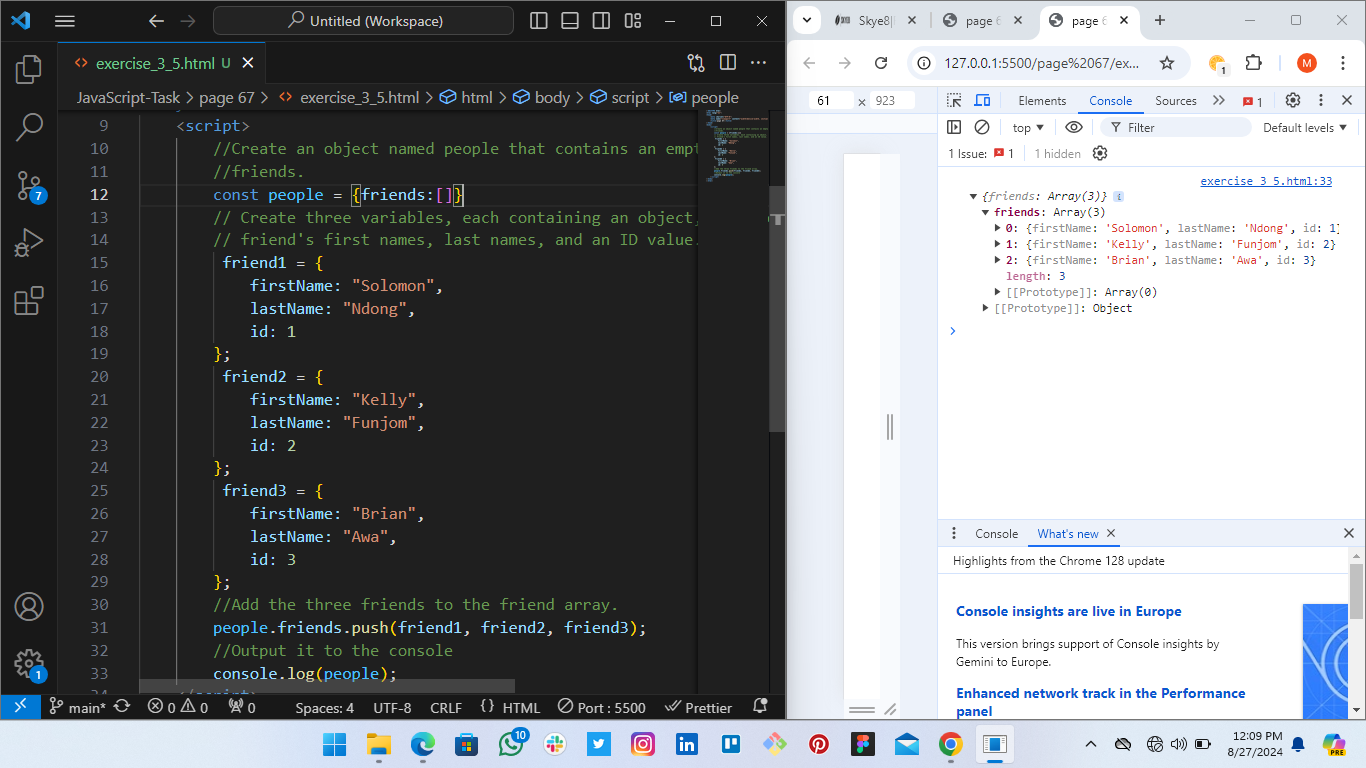 Untitled (Workspace)
exercise_3_5.html U
JavaScript-Task > page 67 > exercise_3_5.html > html > body > script > people
9 <script>
10 //Create an object named people that contains an empt
11 //friends.
12 const people = {friends:[]}
13 // Create three variables, each containing an object,
14 // friend's first names, last names, and an ID value.
15 friend1 = {
16 firstName: "Solomon",
17 lastName: "Ndong",
18 id: 1
19 };
20 friend2 = {
21 firstName: "Kelly",
22 lastName: "Funjom",
23 id: 2
24 };
25 friend3 = {
26 firstName: "Brian",
27 lastName: "Awa",
28 id: 3
29 };
30 //Add the three friends to the friend array.
31 people.friends.push(friend1, friend2, friend3);
32 //Output it to the console
33 console.log(people);
34 </script>
7
1
main* 0 0 0 Spaces: 4 UTF-8 CRLF {} HTML Port : 5500 Prettier
Skye8 page 6 page 6
127.0.0.1:5500/page%2067/ex... 1 M
61 x 923
Elements Console Sources 1
top Filter Default levels
1 Issue: 1 1 hidden
exercise 3 5.html:33
{friends: Array(3)} i
friends: Array(3)
0: {firstName: 'Solomon', lastName: 'Ndong', id: 1}
1: {firstName: 'Kelly', lastName: 'Funjom', id: 2}
2: {firstName: 'Brian', lastName: 'Awa', id: 3}
length: 3
[[Prototype]]: Array(0)
[[Prototype]]: Object
Console What's new
Highlights from the Chrome 128 update
Console insights are live in Europe
This version brings support of Console insights by
Gemini to Europe.
Enhanced network track in the Performance
panel
10
12:09 PM
8/27/2024
PRE